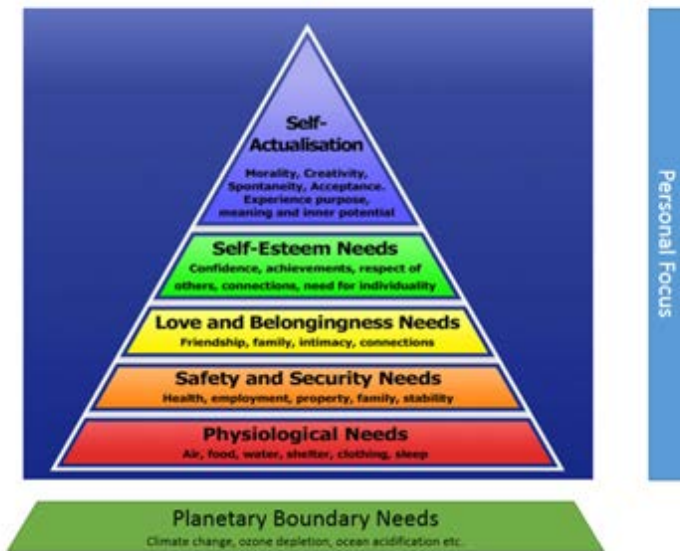 Self-
Actualisation
Morality, Creativity,
Spontaneity, Acceptance.
Experience purpose,
meaning and inner potential
Self-Esteem Needs
Confidence, achievements, respect of
others, connections, need for individuality
Love and Belongingness Needs
Friendship, family, intimacy, connections
Safety and Security Needs
Health, employment, property, family, stability
Physiological Needs
Air, food, water, shelter, clothing, sleep
Planetary Boundary Needs
Climate change, ozone depletion, ocean acidification etc.
Personal Focus